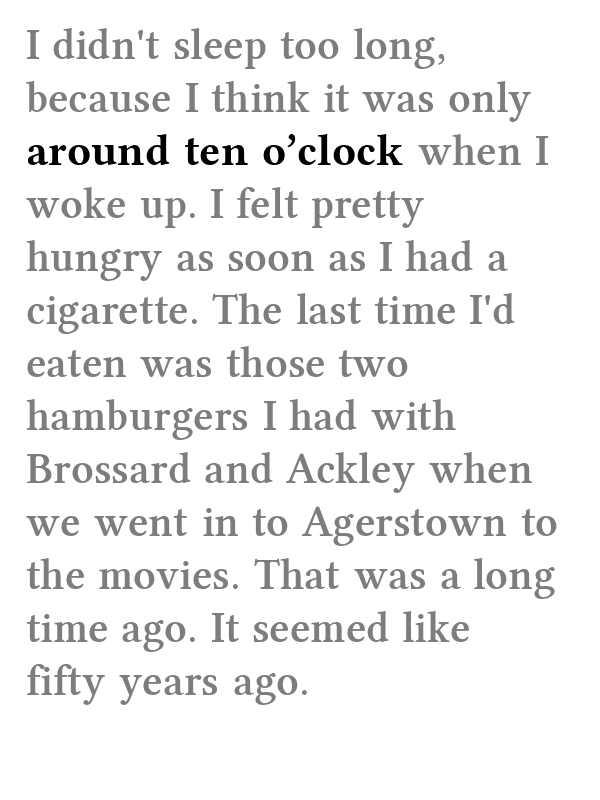 I didn't sleep too long,
because I think it was only
around ten o’clock when I
woke up. I felt pretty
hungry as soon as I had a
cigarette. The last time I'd
eaten was those two
hamburgers I had with
Brossard and Ackley when
we went in to Agerstown to
the movies. That was a long
time ago. It seemed like
fifty years ago.